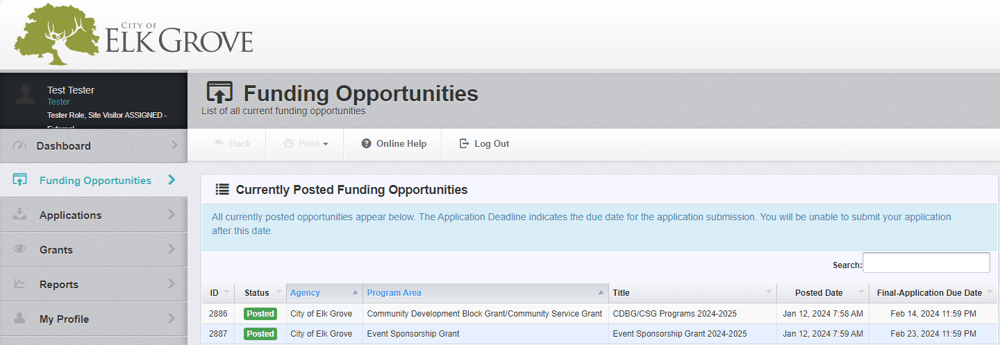 CITY OF
ELK GROVE
Test Tester
Tester
Tester Role, Site Visitor ASSIGNED -
External
Dashboard
Funding Opportunities
Applications
Grants
Reports
My Profile
Funding Opportunities
List of all current funding opportunities
Back Print Online Help Log Out
Currently Posted Funding Opportunities
All currently posted opportunities appear below. The Application Deadline indicates the due date for the application submission. You will be unable to submit your application
after this date.
Search:
ID Status Agency Program Area Title Posted Date Final-Application Due Date
2886 Posted City of Elk Grove Community Development Block Grant/Community Service Grant CDBG/CSG Programs 2024-2025 Jan 12, 2024 7:58 AM Feb 14, 2024 11:59 PM
2887 Posted City of Elk Grove Event Sponsorship Grant Event Sponsorship Grant 2024-2025 Jan 12, 2024 7:59 AM Feb 23, 2024 11:59 PM